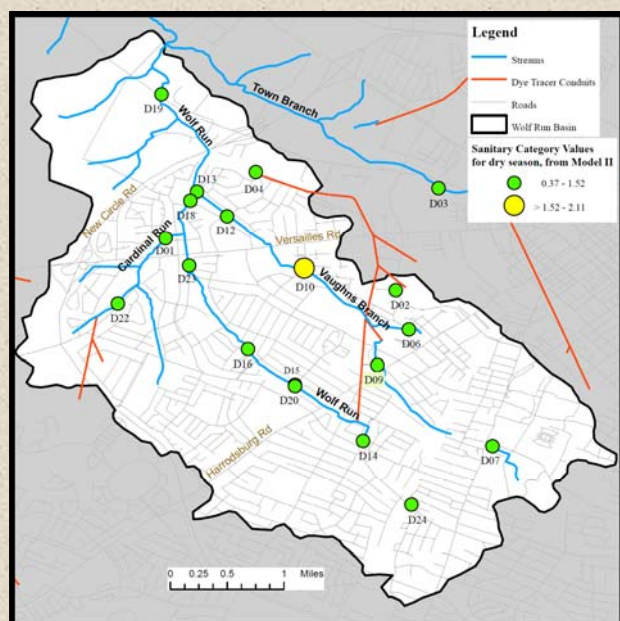 Legend
Streams
Dye Tracer Conduits
Roads
Wolf Run Basin
Sanitary Category Values
for dry season, from Model II
0.37 - 1.52
> 1.52 - 2.11
Town Branch
D19
Wolf Run
D04
D13
D03
D18
D12
New Circle Rd
Versailles Rd
Cardinal Run
D01
D23
D10
Vaughns Branch
D02
D22
D06
D16
D15
D09
D20
Wolf Run
Harrodsburg Rd
D14
D07
D24
0 0.25 0.5 1 Miles